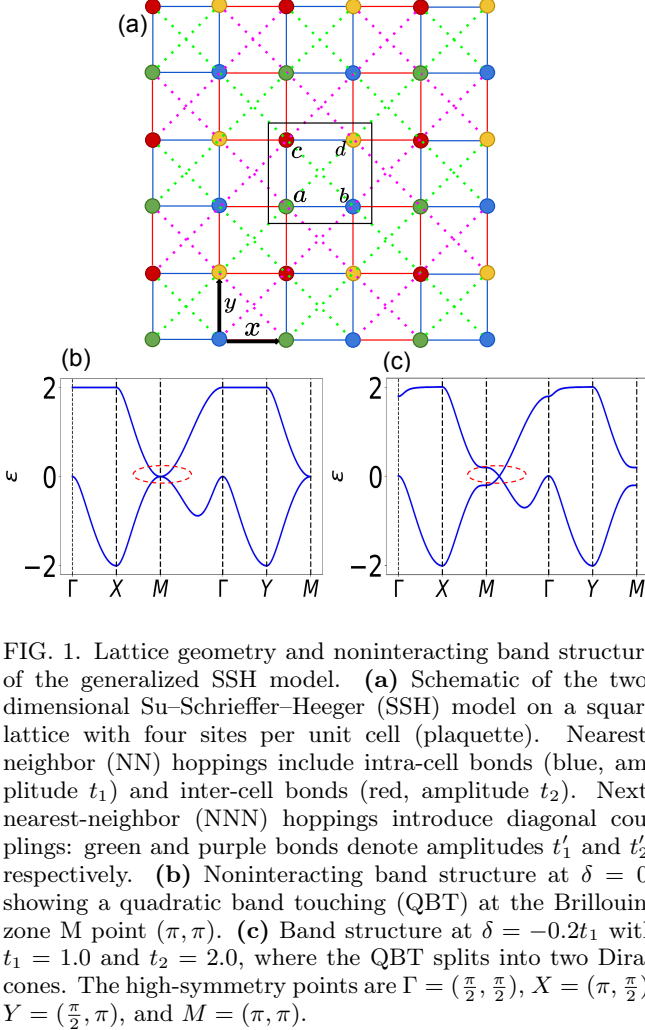 (a)
c
d
a
b
y
x
(b)
(c)
2
0
−2
ε
Γ
X
M
Γ
Y
M
2
0
−2
ε
Γ
X
M
Γ
Y
M
FIG. 1. Lattice geometry and noninteracting band structur
of the generalized SSH model. (a) Schematic of the two
dimensional Su–Schrieffer–Heeger (SSH) model on a squar
lattice with four sites per unit cell (plaquette). Nearest
neighbor (NN) hoppings include intra-cell bonds (blue, am
plitude t₁) and inter-cell bonds (red, amplitude t₂). Next
nearest-neighbor (NNN) hoppings introduce diagonal cou
plings: green and purple bonds denote amplitudes t′₁ and t′₂
respectively. (b) Noninteracting band structure at δ = 0
showing a quadratic band touching (QBT) at the Brillouin
zone M point (π, π). (c) Band structure at δ = −0.2t₁ wit
t₁ = 1.0 and t₂ = 2.0, where the QBT splits into two Dira
cones. The high-symmetry points are Γ = (π/2, π/2), X = (π, π/2)
Y = (π/2, π), and M = (π, π).